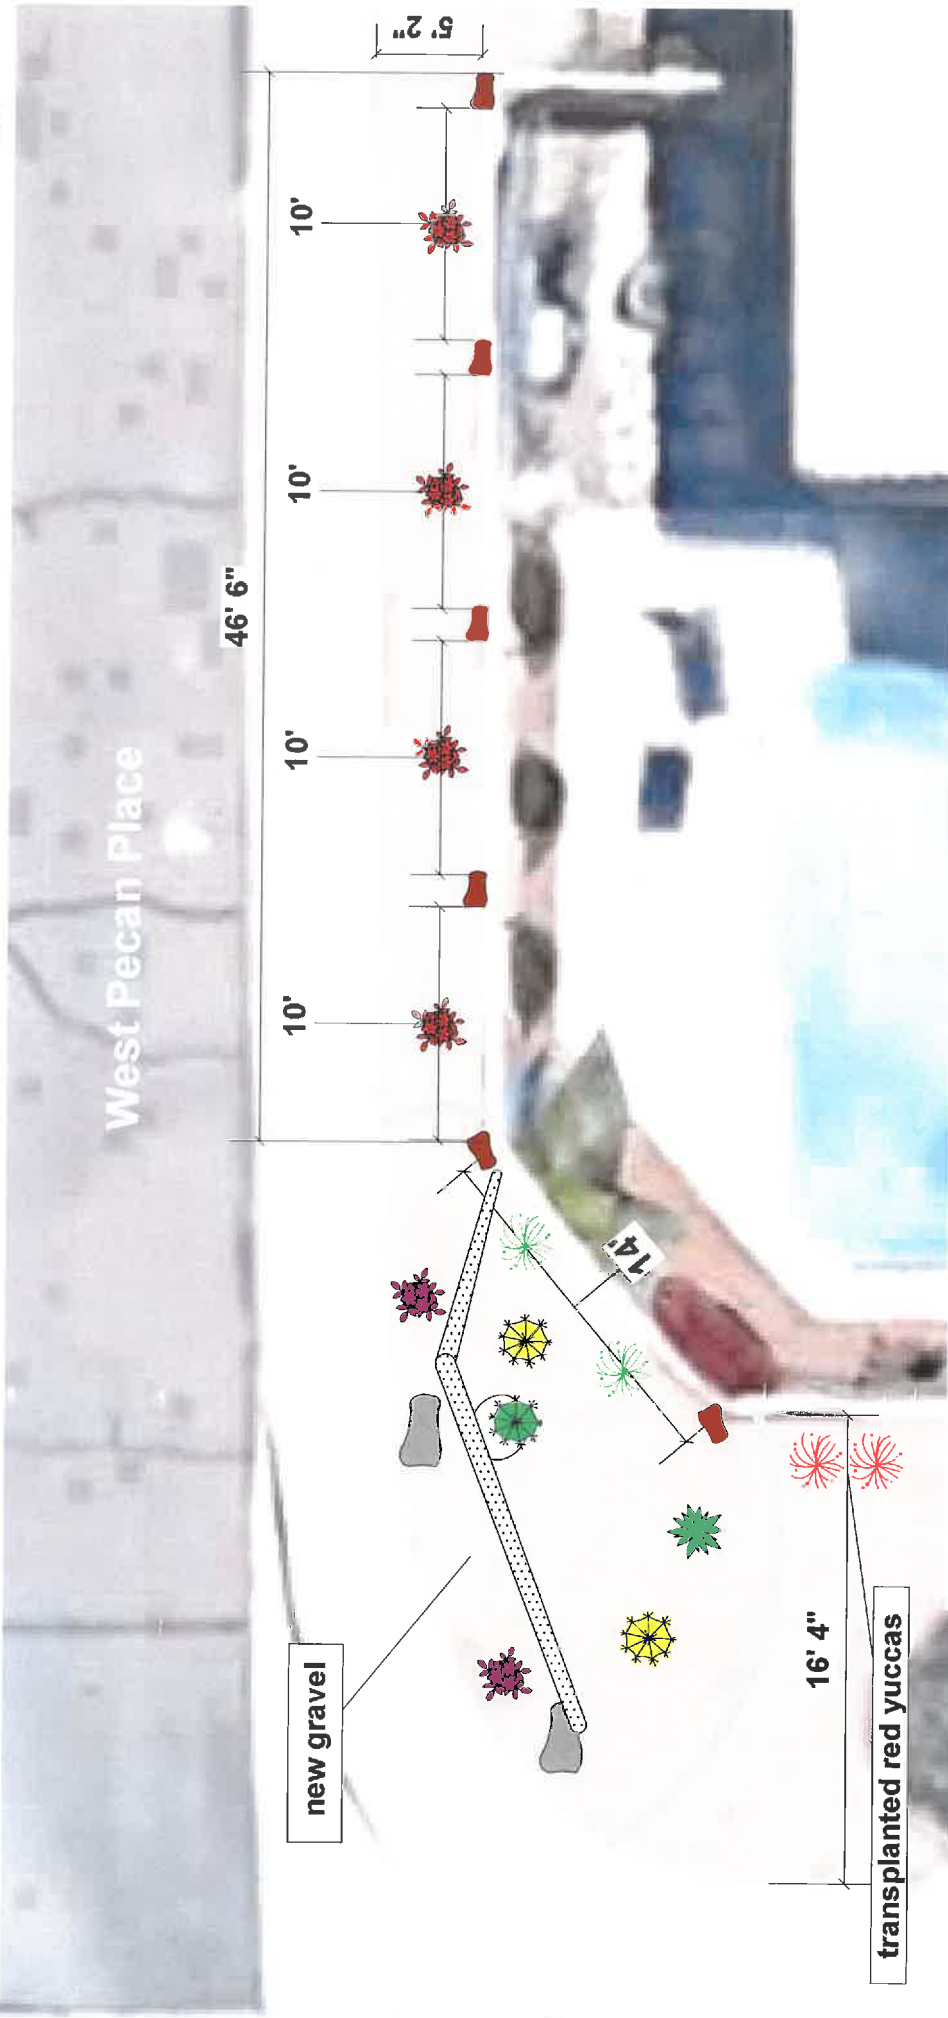 West Pecan Place
46' 6"
5' 2"
10'
10'
10'
10'
14'
new gravel
16' 4"
transplanted red yuccas